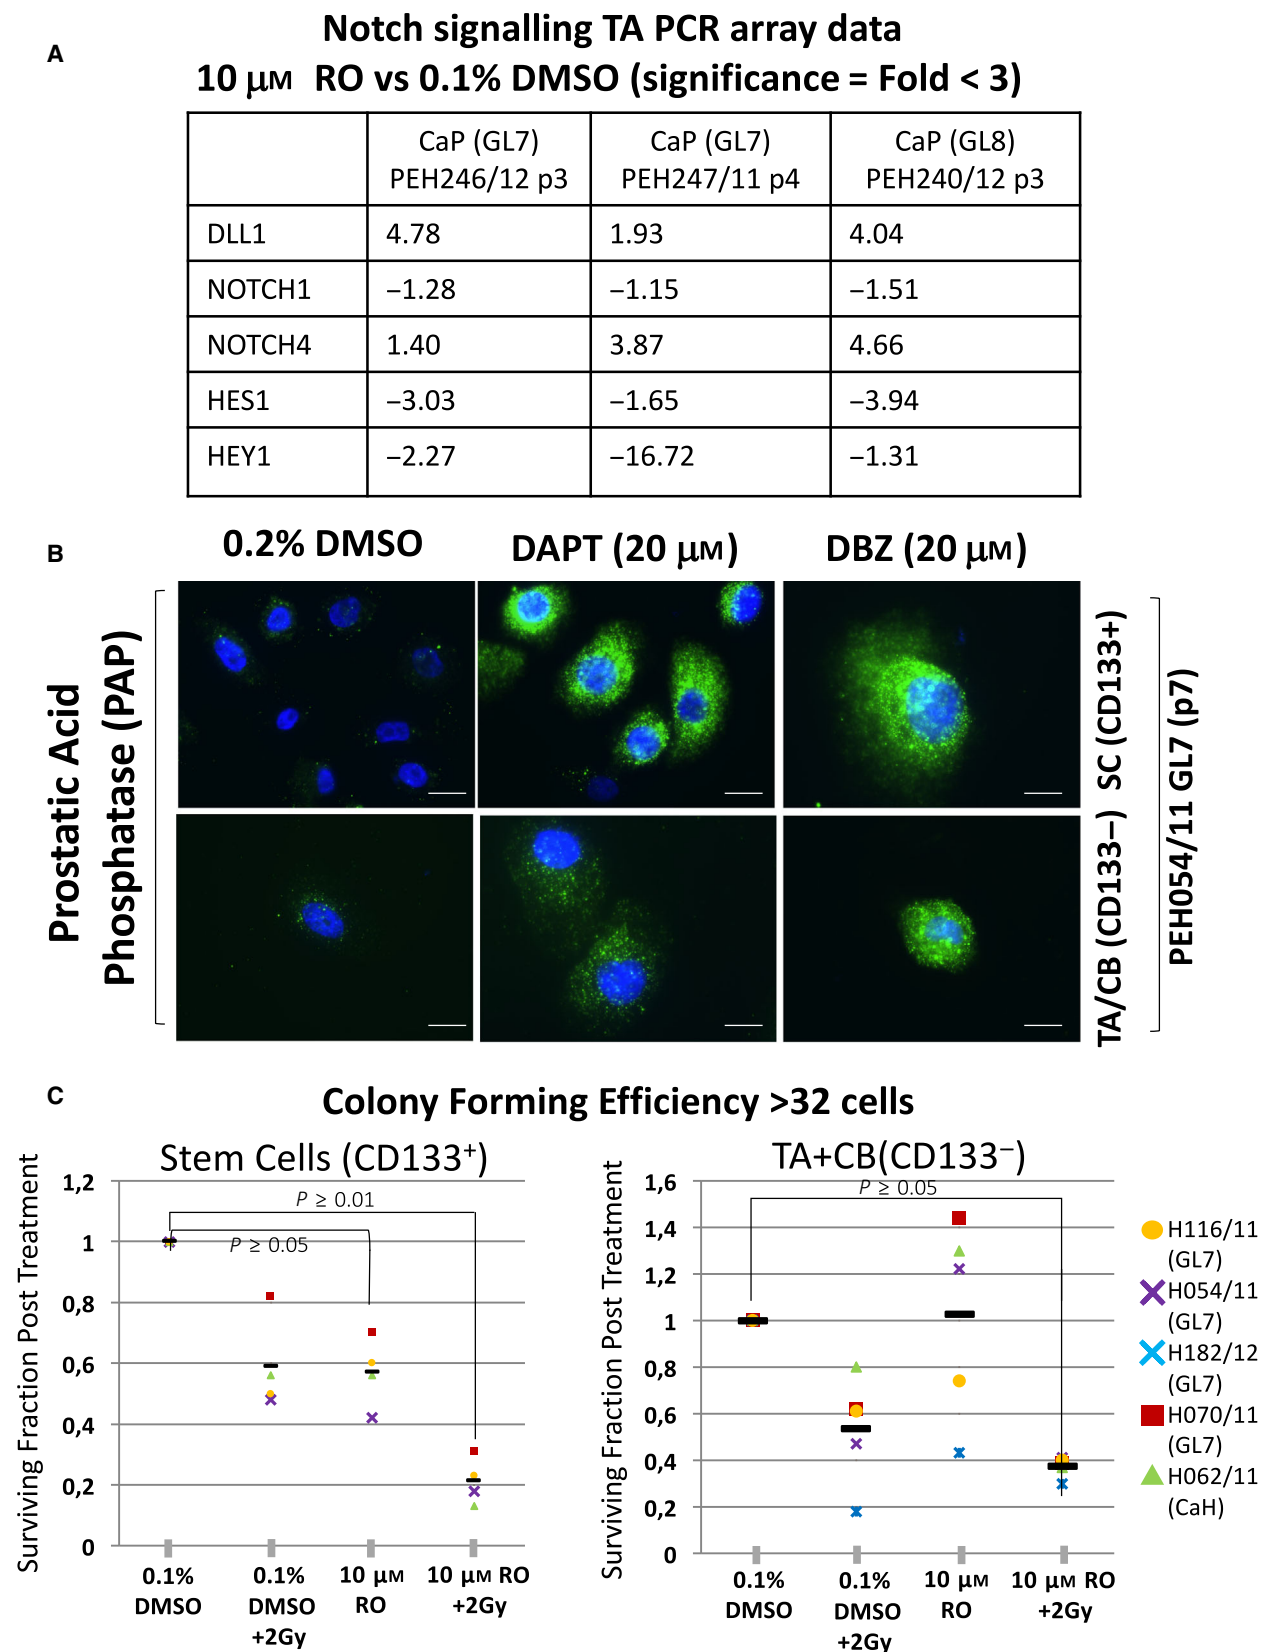 A
Notch signalling TA PCR array data
10 µM RO vs 0.1% DMSO (significance = Fold < 3)
CaP (GL7) PEH246/12 p3
CaP (GL7) PEH247/11 p4
CaP (GL8) PEH240/12 p3
DLL1 4.78 1.93 4.04
NOTCH1 −1.28 −1.15 −1.51
NOTCH4 1.40 3.87 4.66
HES1 −3.03 −1.65 −3.94
HEY1 −2.27 −16.72 −1.31
B
0.2% DMSO
DAPT (20 µM)
DBZ (20 µM)
Prostatic Acid
Phosphatase (PAP)
SC (CD133+)
TA/CB (CD133−)
PEH054/11 GL7 (p7)
C
Colony Forming Efficiency >32 cells
Stem Cells (CD133⁺)
Surviving Fraction Post Treatment
1,2
1
0,8
0,6
0,4
0,2
0
P ≥ 0.01
P ≥ 0.05
0.1%
DMSO
0.1%
DMSO
+2Gy
10 µM
RO
10 µM RO
+2Gy
TA+CB(CD133⁻)
Surviving Fraction Post Treatment
1,6
1,4
1,2
1
0,8
0,6
0,4
0,2
0
P ≥ 0.05
0.1%
DMSO
0.1%
DMSO
+2Gy
10 µM
RO
10 µM RO
+2Gy
H116/11
(GL7)
H054/11
(GL7)
H182/12
(GL7)
H070/11
(GL7)
H062/11
(CaH)